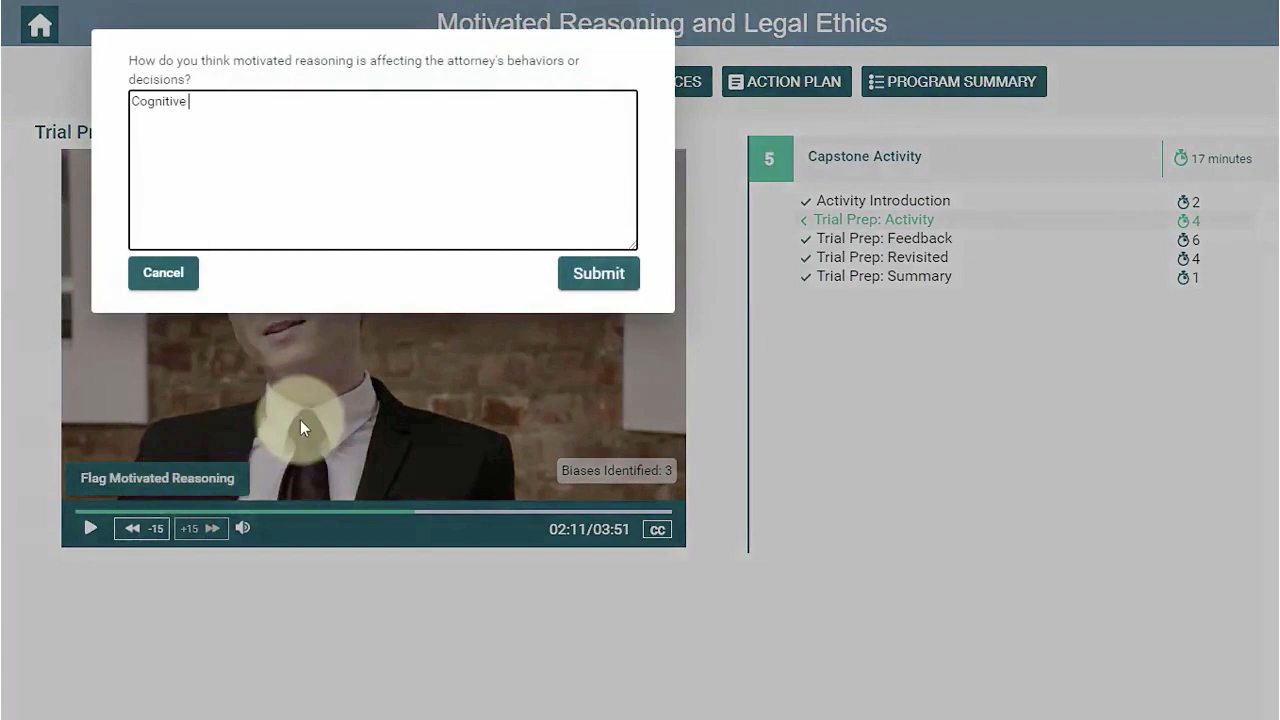 Motivated Reasoning and Legal Ethics
How do you think motivated reasoning is affecting the attorney's behaviors or
decisions?
Cognitive
Cancel
Submit
CES
ACTION PLAN
PROGRAM SUMMARY
Trial Pr
Flag Motivated Reasoning
Biases Identified: 3
-15
+15
02:11/03:51
CC
5
Capstone Activity
17 minutes
Activity Introduction
2
Trial Prep: Activity
4
Trial Prep: Feedback
6
Trial Prep: Revisited
4
Trial Prep: Summary
1